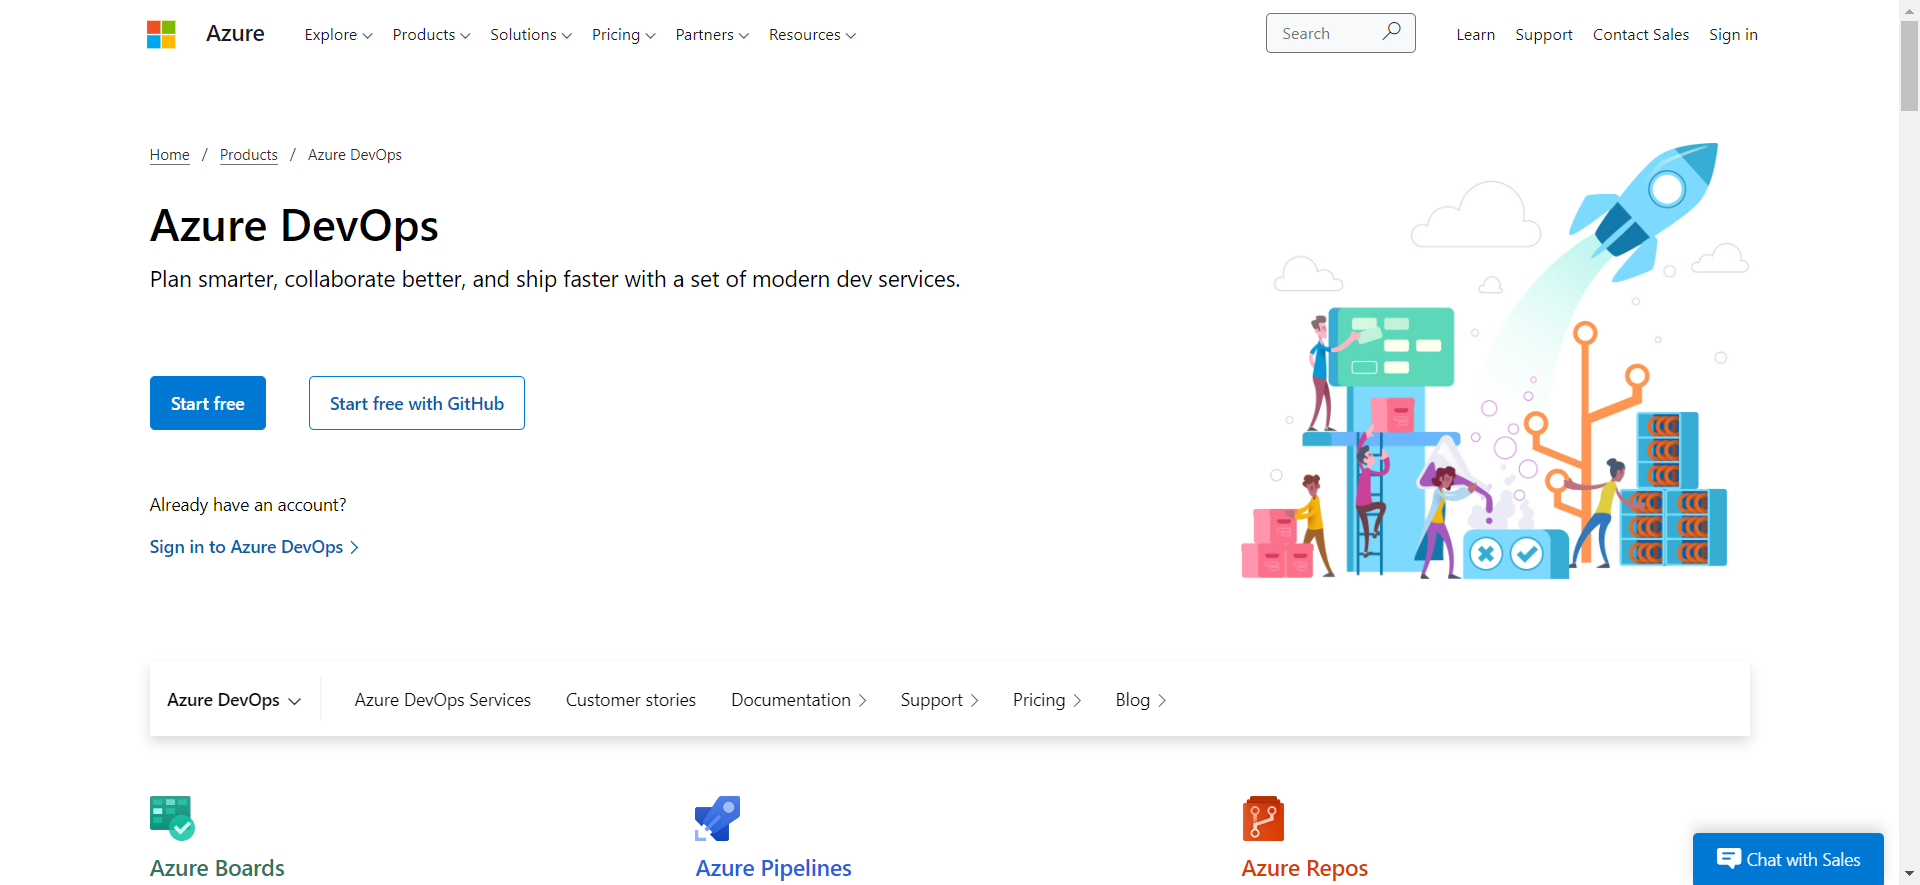 Azure Explore Products Solutions Pricing Partners Resources Search Learn Support Contact Sales Sign in
Home / Products / Azure DevOps
Azure DevOps
Plan smarter, collaborate better, and ship faster with a set of modern dev services.
Start free Start free with GitHub
Already have an account?
Sign in to Azure DevOps
Azure DevOps Azure DevOps Services Customer stories Documentation Support Pricing Blog
Azure Boards Azure Pipelines Azure Repos
Chat with Sales